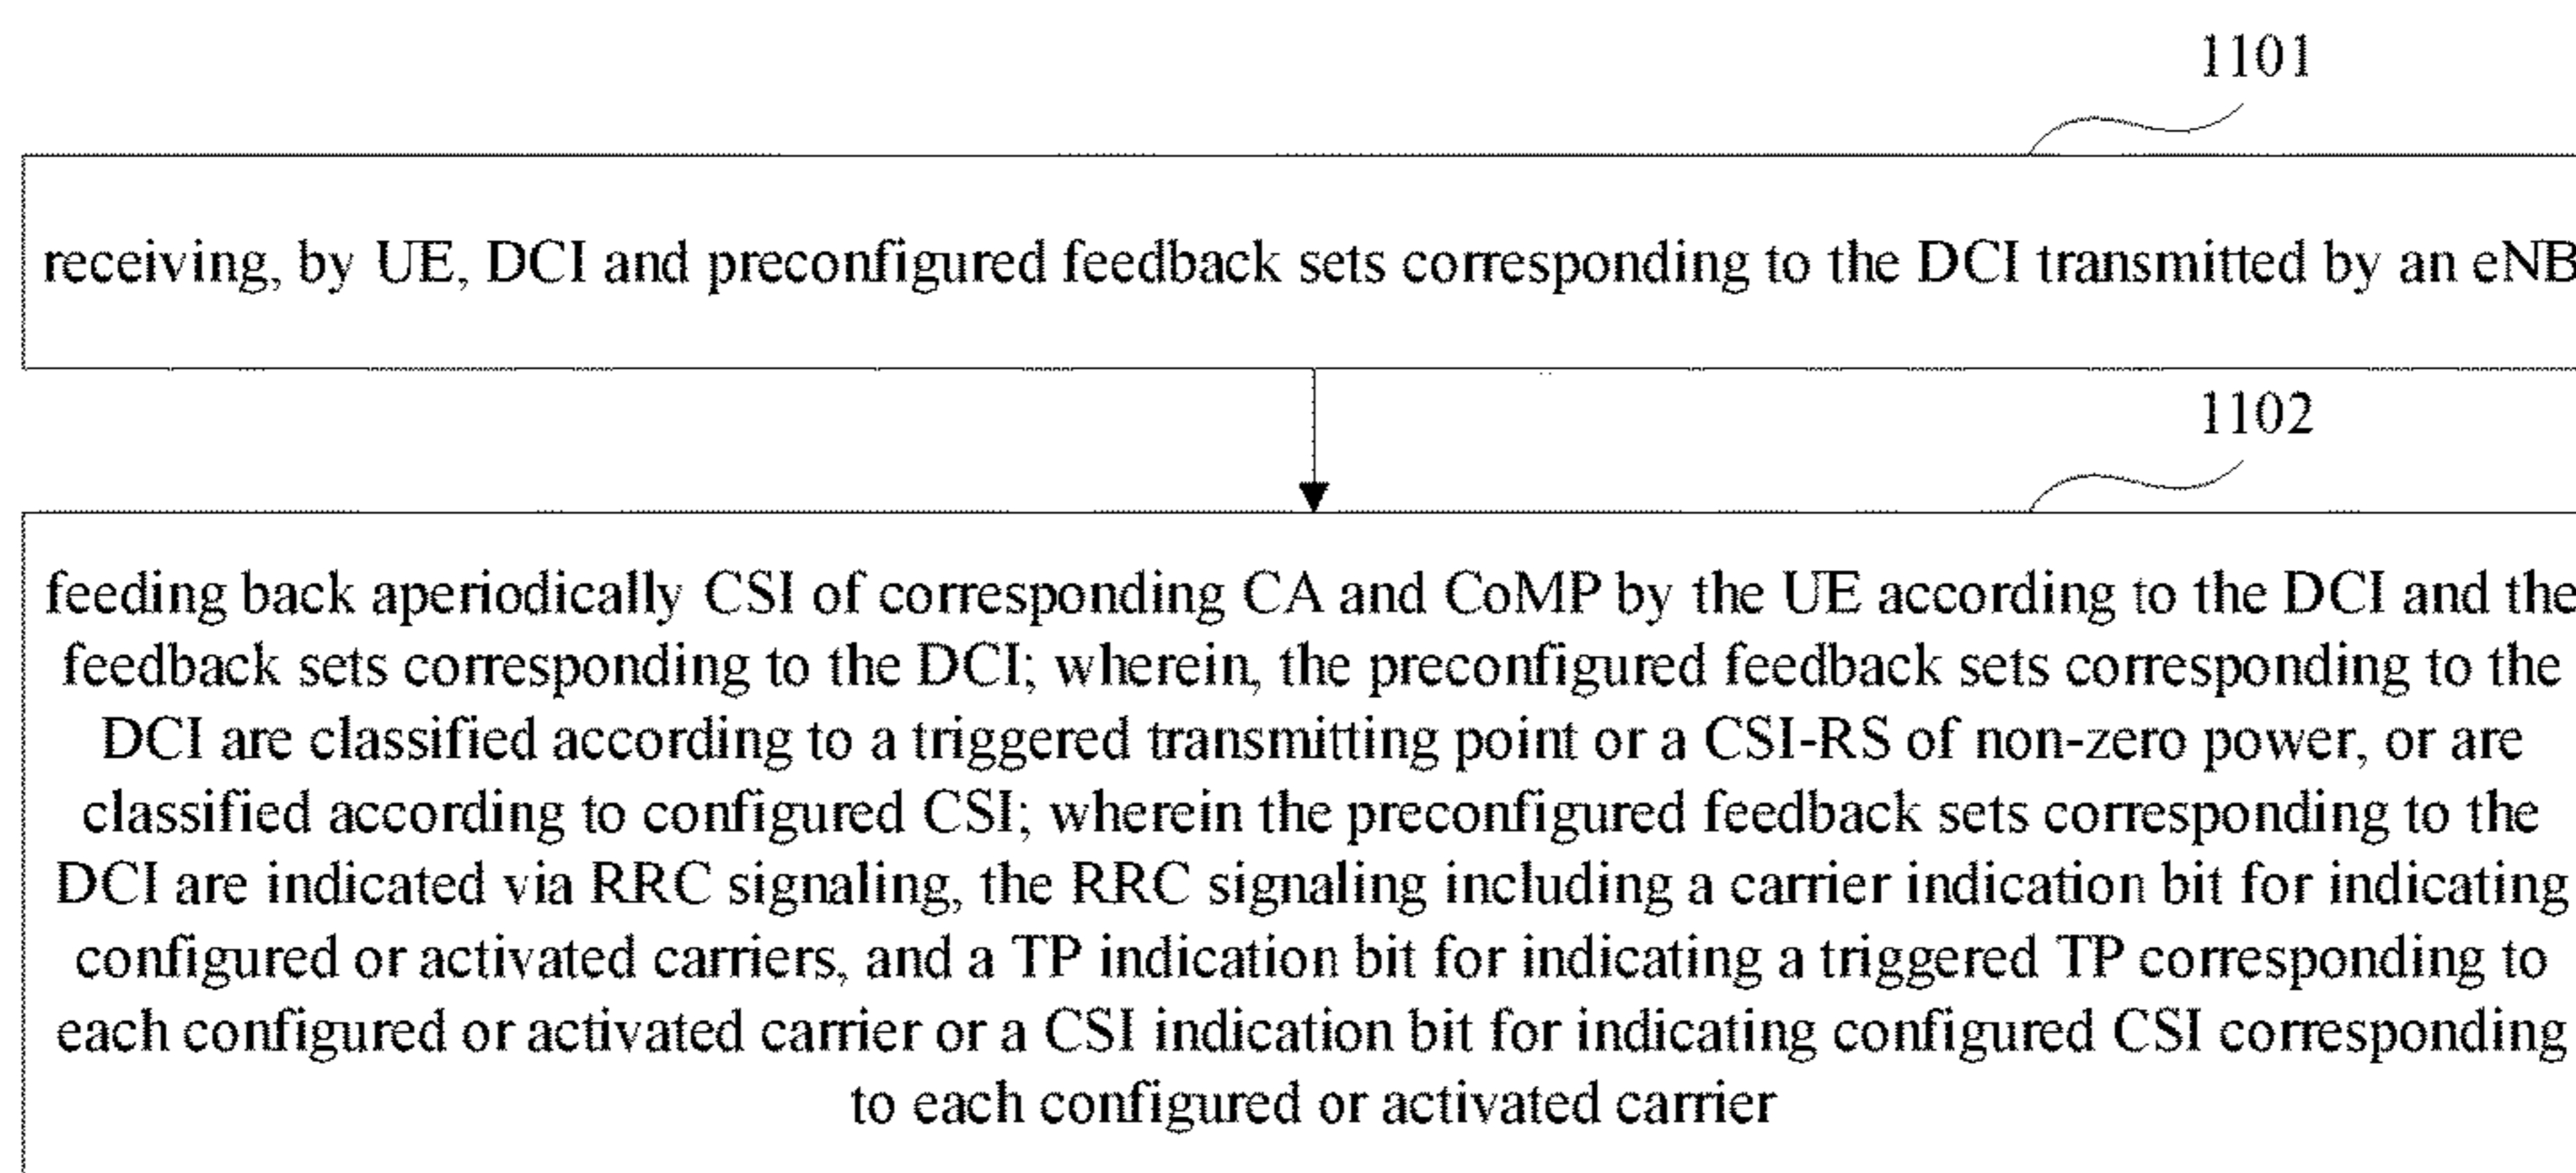 1101
receiving, by UE, DCI and preconfigured feedback sets corresponding to the DCI transmitted by an eNB
1102
feeding back aperiodically CSI of corresponding CA and CoMP by the UE according to the DCI and the
feedback sets corresponding to the DCI; wherein, the preconfigured feedback sets corresponding to the
DCI are classified according to a triggered transmitting point or a CSI-RS of non-zero power, or are
classified according to configured CSI; wherein the preconfigured feedback sets corresponding to the
DCI are indicated via RRC signaling, the RRC signaling including a carrier indication bit for indicating
configured or activated carriers, and a TP indication bit for indicating a triggered TP corresponding to
each configured or activated carrier or a CSI indication bit for indicating configured CSI corresponding
to each configured or activated carrier